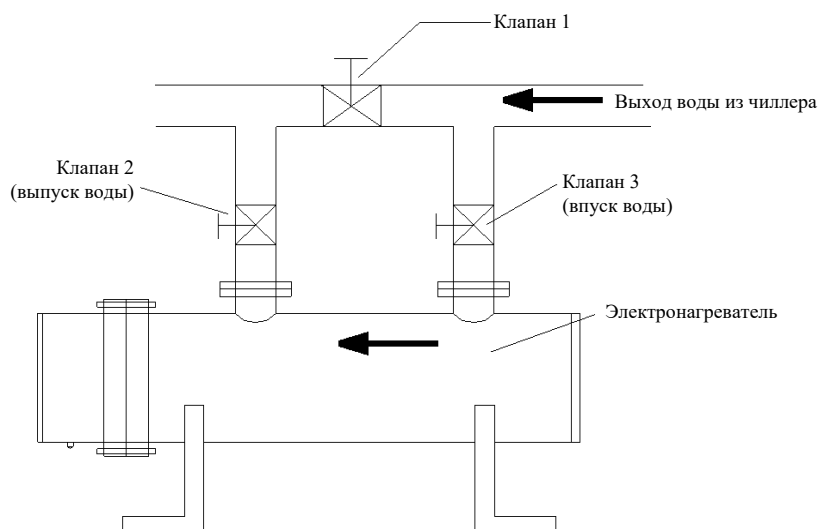 Клапан 1
Выход воды из чиллера
Клапан 2
(выпуск воды)
Клапан 3
(впуск воды)
Электронагреватель